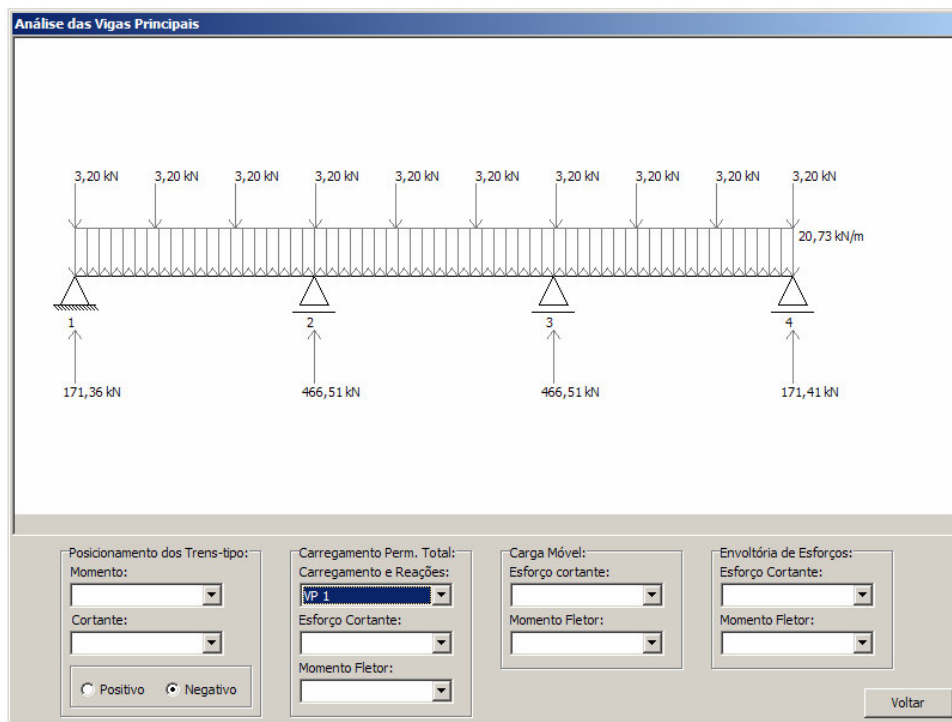 Análise das Vigas Principais
3,20 kN 3,20 kN 3,20 kN 3,20 kN 3,20 kN 3,20 kN 3,20 kN 3,20 kN 3,20 kN 3,20 kN
20,73 kN/m
1 2 3 4
171,36 kN 466,51 kN 466,51 kN 171,41 kN
Posicionamento dos Trens-tipo:
Momento:
Cortante:
Positivo Negativo
Carregamento Perm. Total:
Carregamento e Reações:
VP 1
Esforço Cortante:
Momento Fletor:
Carga Móvel:
Esforço cortante:
Momento Fletor:
Envoltória de Esforços:
Esforço Cortante:
Momento Fletor:
Voltar